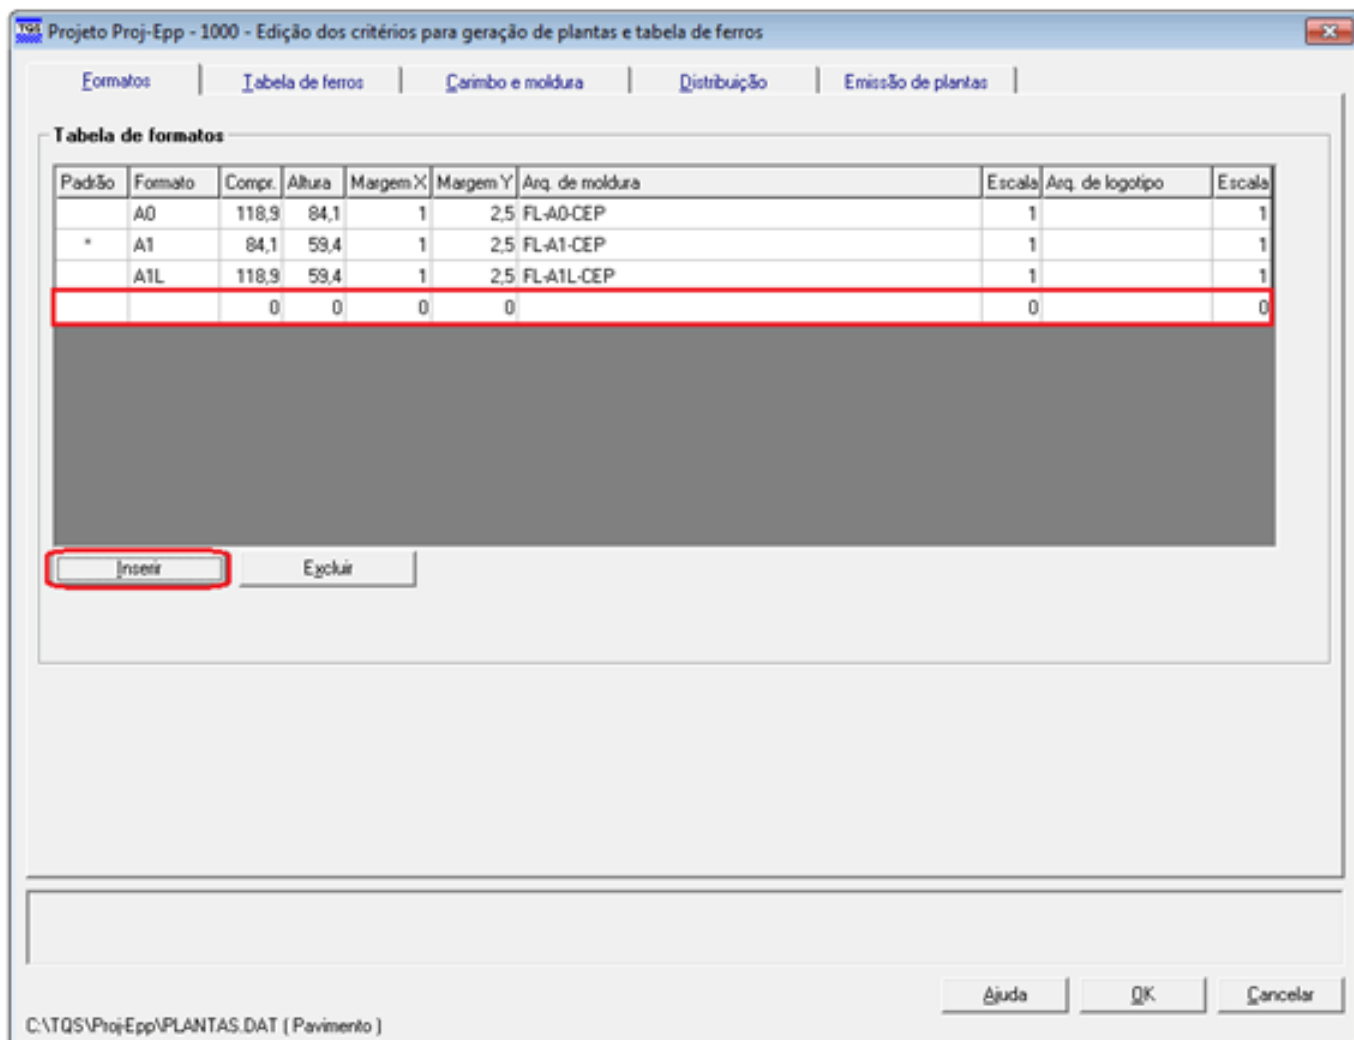 TQS Projeto Proj-Epp - 1000 - Edição dos critérios para geração de plantas e tabela de ferros
Formatos Tabela de ferros Carimbo e moldura Distribuição Emissão de plantas
Tabela de formatos
Padrão Formato Compr. Altura Margem X Margem Y Arq. de moldura Escala Arq. de logotipo Escala
A0 118,9 84,1 1 2,5 FL-A0-CEP 1 1
* A1 84,1 59,4 1 2,5 FL-A1-CEP 1 1
A1L 118,9 59,4 1 2,5 FL-A1L-CEP 1 1
0 0 0 0 0 0
Inserir Excluir
Ajuda OK Cancelar
C:\TQS\Proj-Epp\PLANTAS.DAT ( Pavimento )